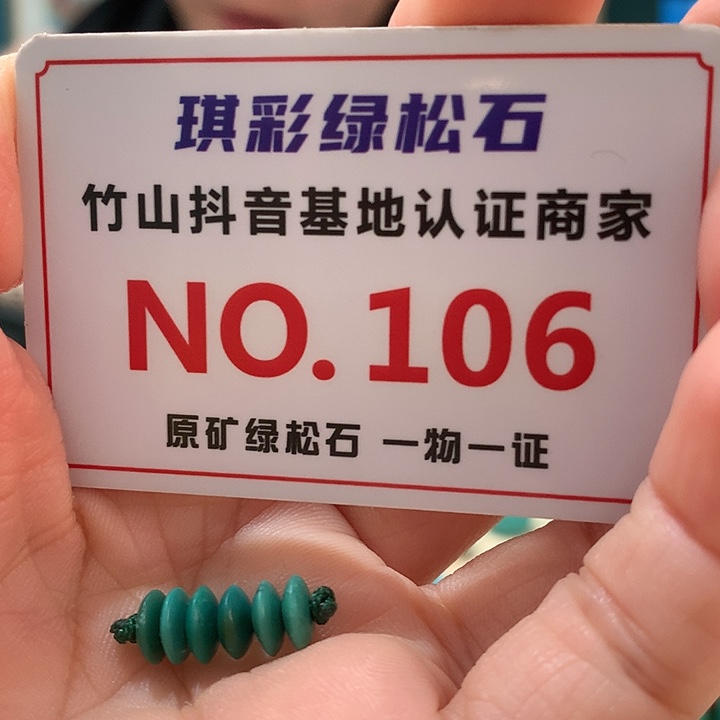 琪彩绿松石
竹山抖音基地认证商家
NO.106
原矿绿松石 一物一证